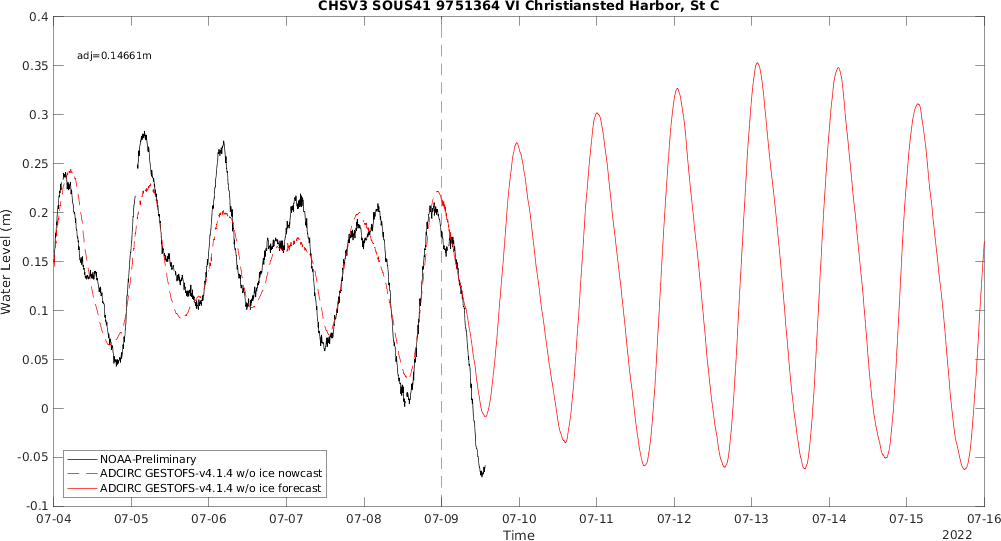 CHSV3 SOUS41 9751364 VI Christiansted Harbor, St C
adj=0.14661m
0.4
0.35
0.3
0.25
0.2
0.15
0.1
0.05
0
-0.05
-0.1
Water Level (m)
NOAA-Preliminary
ADCIRC GESTOFS-v4.1.4 w/o ice nowcast
ADCIRC GESTOFS-v4.1.4 w/o ice forecast
07-04 07-05 07-06 07-07 07-08 07-09 07-10 07-11 07-12 07-13 07-14 07-15 07-16
Time
2022